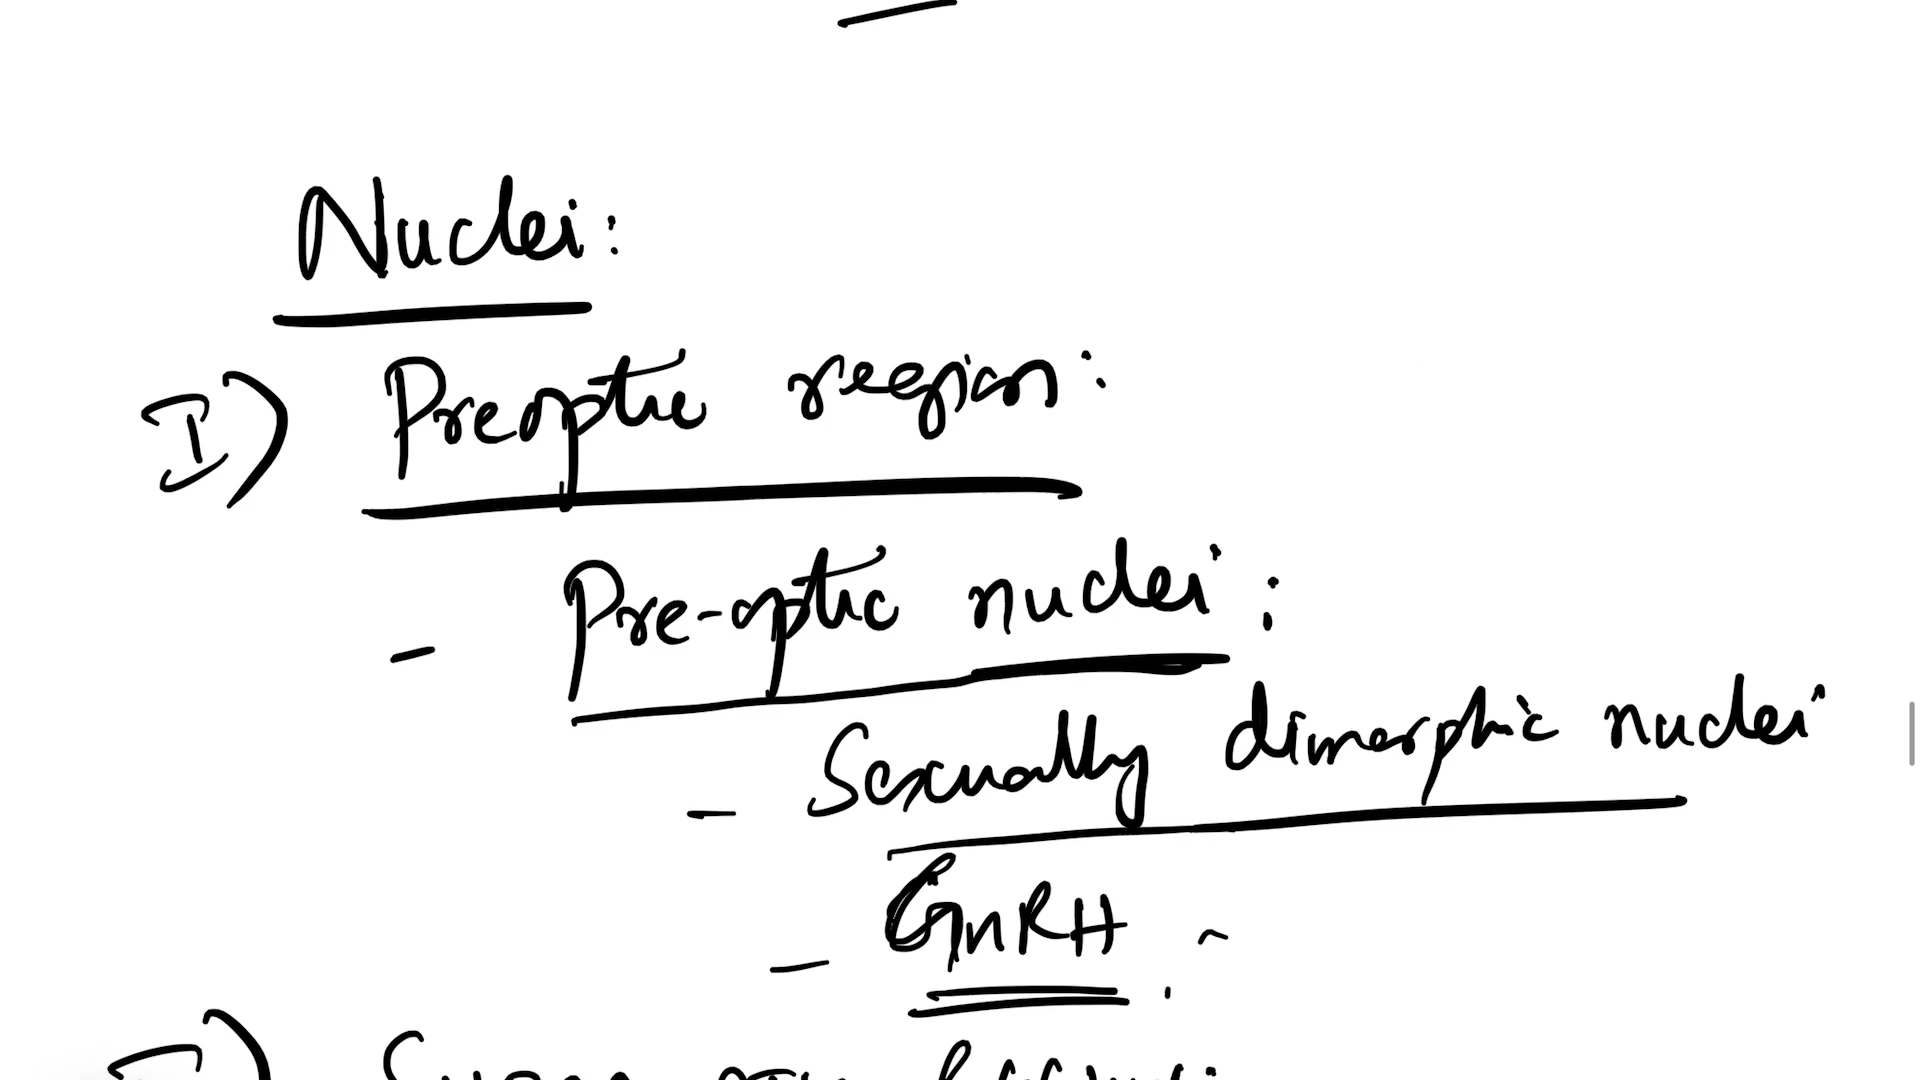 Nuclei:
I) Preoptic region:
- Pre-optic nuclei:
- Sexually dimorphic nuclei
- GnRH